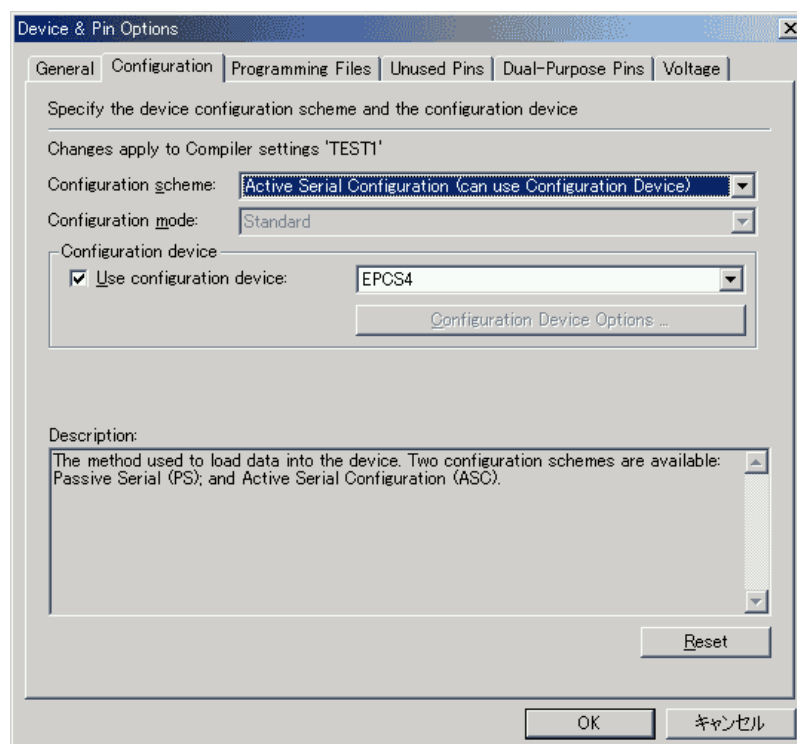 Device & Pin Options
General Configuration Programming Files Unused Pins Dual-Purpose Pins Voltage
Specify the device configuration scheme and the configuration device
Changes apply to Compiler settings 'TEST1'
Configuration scheme: Active Serial Configuration (can use Configuration Device)
Configuration mode: Standard
Configuration device
Use configuration device: EPCS4
Configuration Device Options ...
Description:
The method used to load data into the device. Two configuration schemes are available:
Passive Serial (PS); and Active Serial Configuration (ASC).
Reset
OK キャンセル